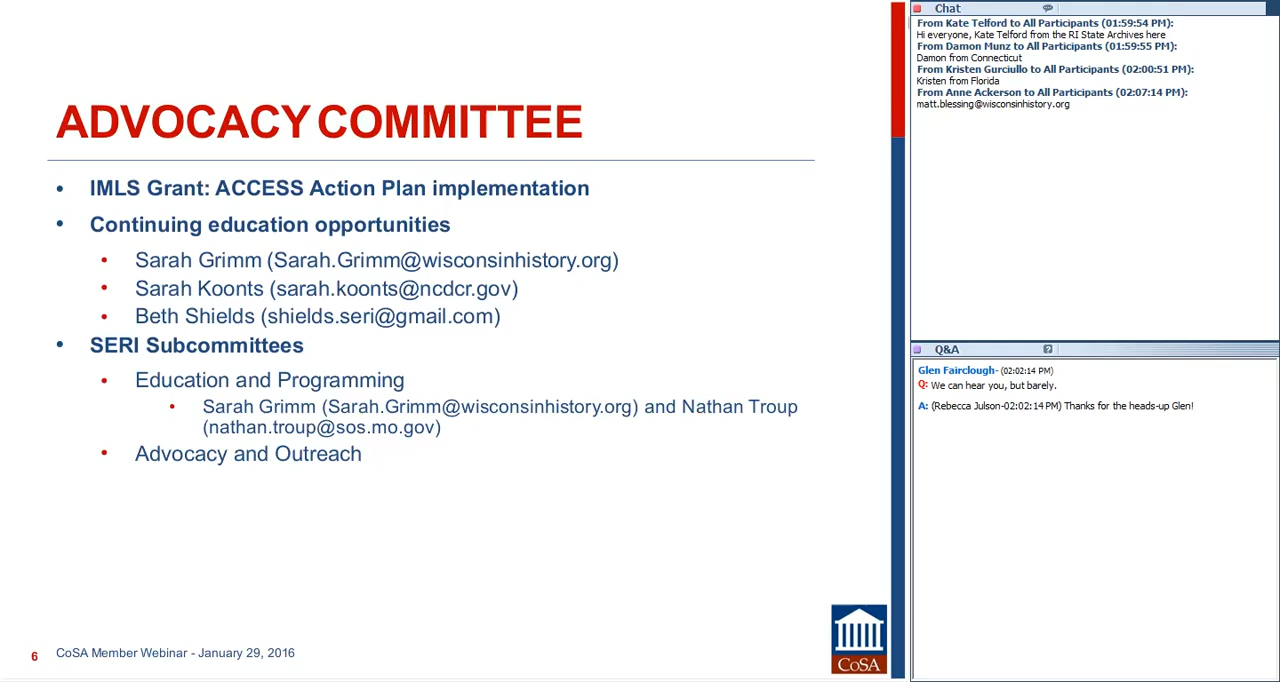 ADVOCACY COMMITTEE
• IMLS Grant: ACCESS Action Plan implementation
• Continuing education opportunities
• Sarah Grimm (Sarah.Grimm@wisconsinhistory.org)
• Sarah Koonts (sarah.koonts@ncdcr.gov)
• Beth Shields (shields.seri@gmail.com)
• SERI Subcommittees
• Education and Programming
• Sarah Grimm (Sarah.Grimm@wisconsinhistory.org) and Nathan Troup
(nathan.troup@sos.mo.gov)
• Advocacy and Outreach
6 CoSA Member Webinar - January 29, 2016
CoSA
Chat
From Kate Telford to All Participants (01:59:54 PM):
Hi everyone, Kate Telford from the RI State Archives here
From Damon Munz to All Participants (01:59:55 PM):
Damon from Connecticut
From Kristen Gurciullo to All Participants (02:00:51 PM):
Kristen from Florida
From Anne Ackerson to All Participants (02:07:14 PM):
matt.blessing@wisconsinhistory.org
Q&A
Glen Fairclough- (02:02:14 PM)
Q: We can hear you, but barely.
A: (Rebecca Julson-02:02:14 PM) Thanks for the heads-up Glen!